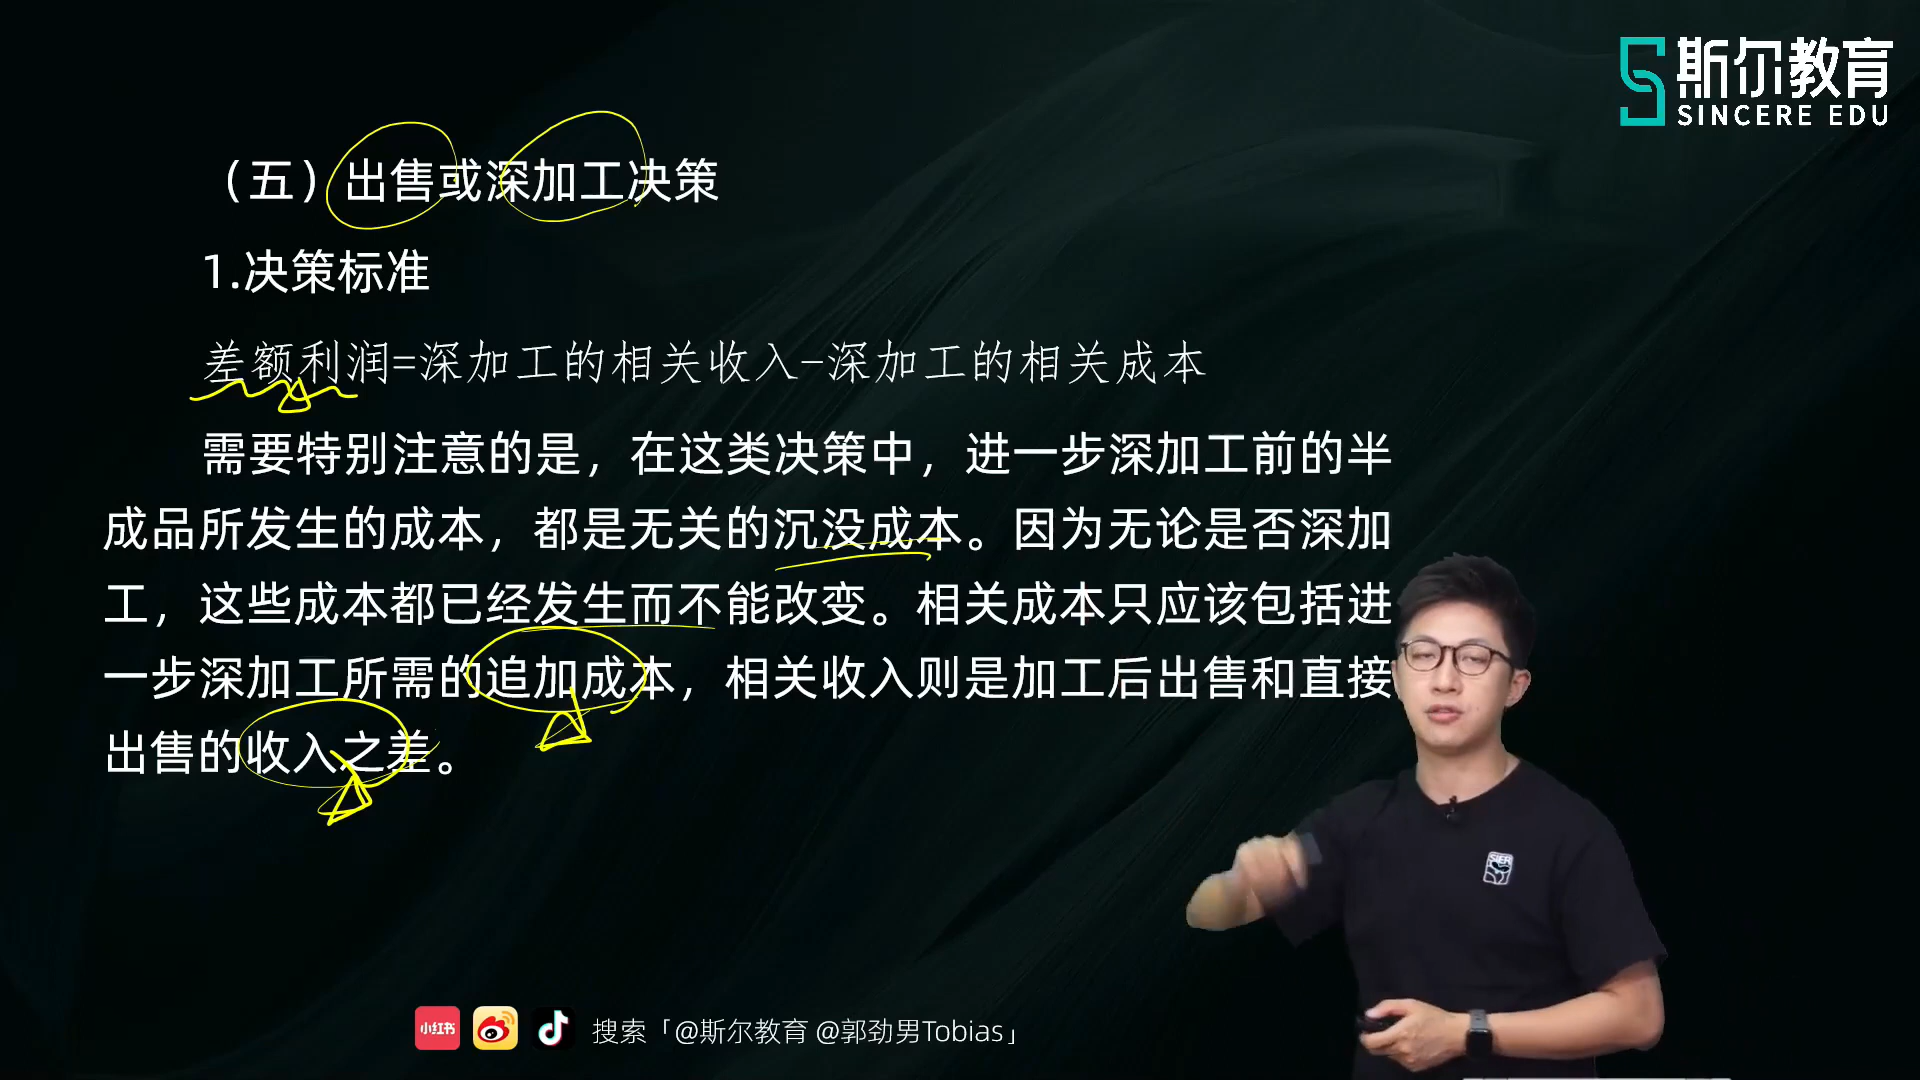 斯尔教育
SINCERE EDU
（五）出售或深加工决策
1.决策标准
差额利润=深加工的相关收入-深加工的相关成本
需要特别注意的是，在这类决策中，进一步深加工前的半
成品所发生的成本，都是无关的沉没成本。因为无论是否深加
工，这些成本都已经发生而不能改变。相关成本只应该包括进
一步深加工所需的追加成本，相关收入则是加工后出售和直接
出售的收入之差。
SIER
小红书
搜索「@斯尔教育 @郭劲男Tobias」